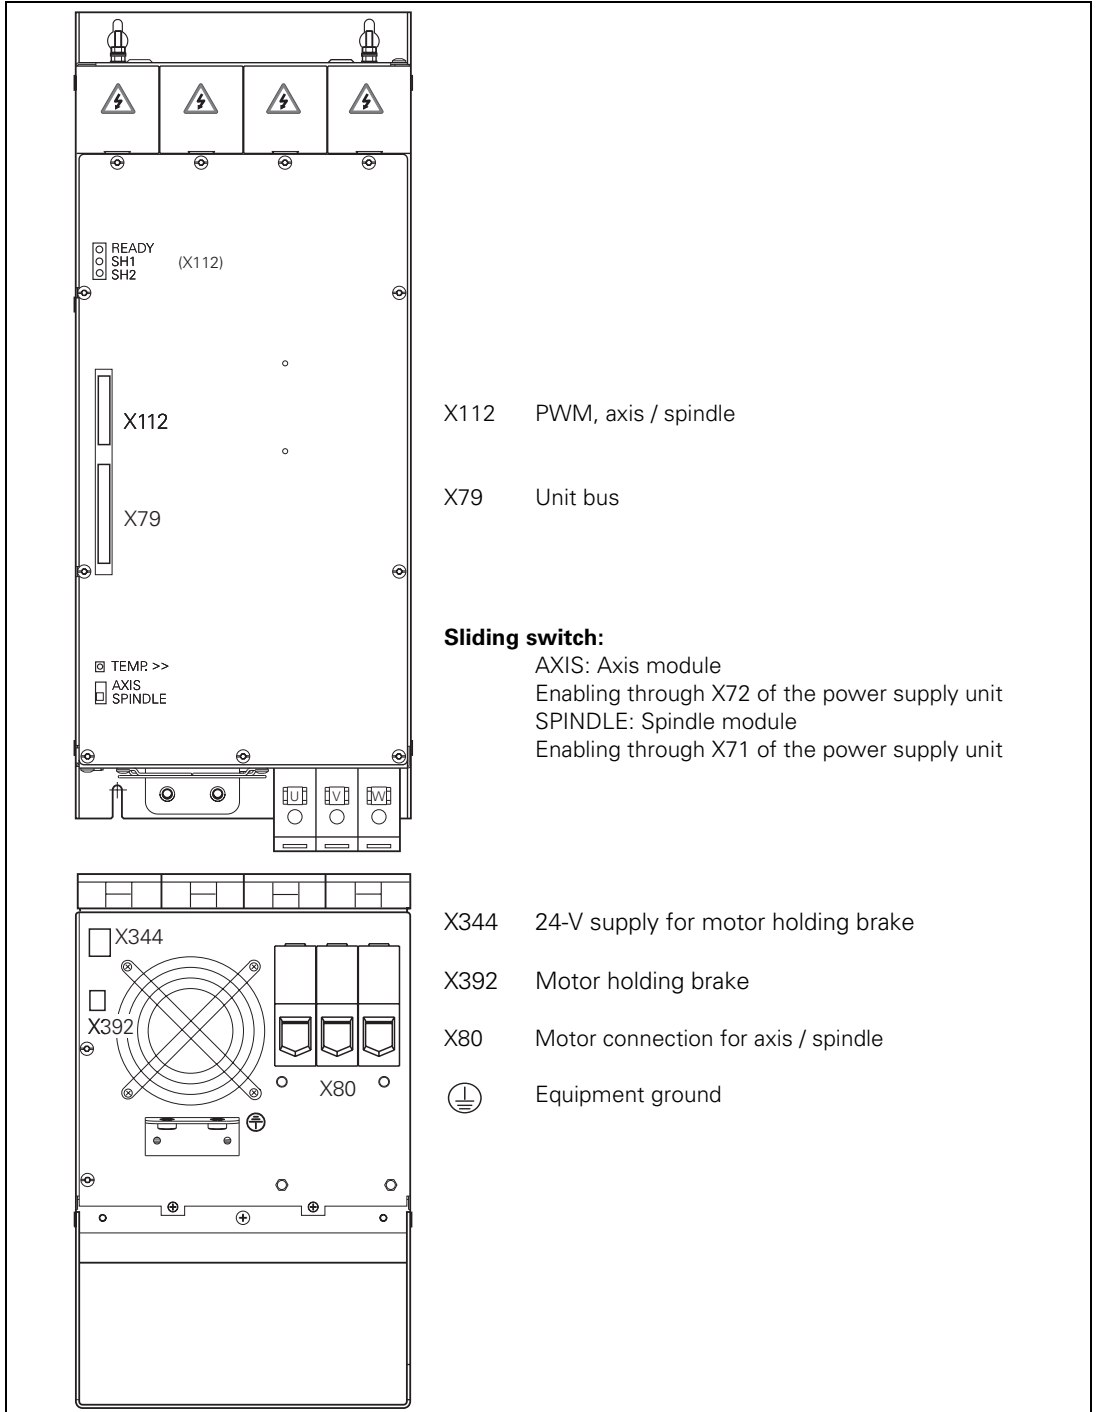 READY
SH1 (X112)
SH2
X112
X112 PWM, axis / spindle
X79 Unit bus
X79
Sliding switch:
AXIS: Axis module
Enabling through X72 of the power supply unit
SPINDLE: Spindle module
Enabling through X71 of the power supply unit
TEMP. >>
AXIS
SPINDLE
U V W
X344
X392
X80
X344 24-V supply for motor holding brake
X392 Motor holding brake
X80 Motor connection for axis / spindle
Equipment ground